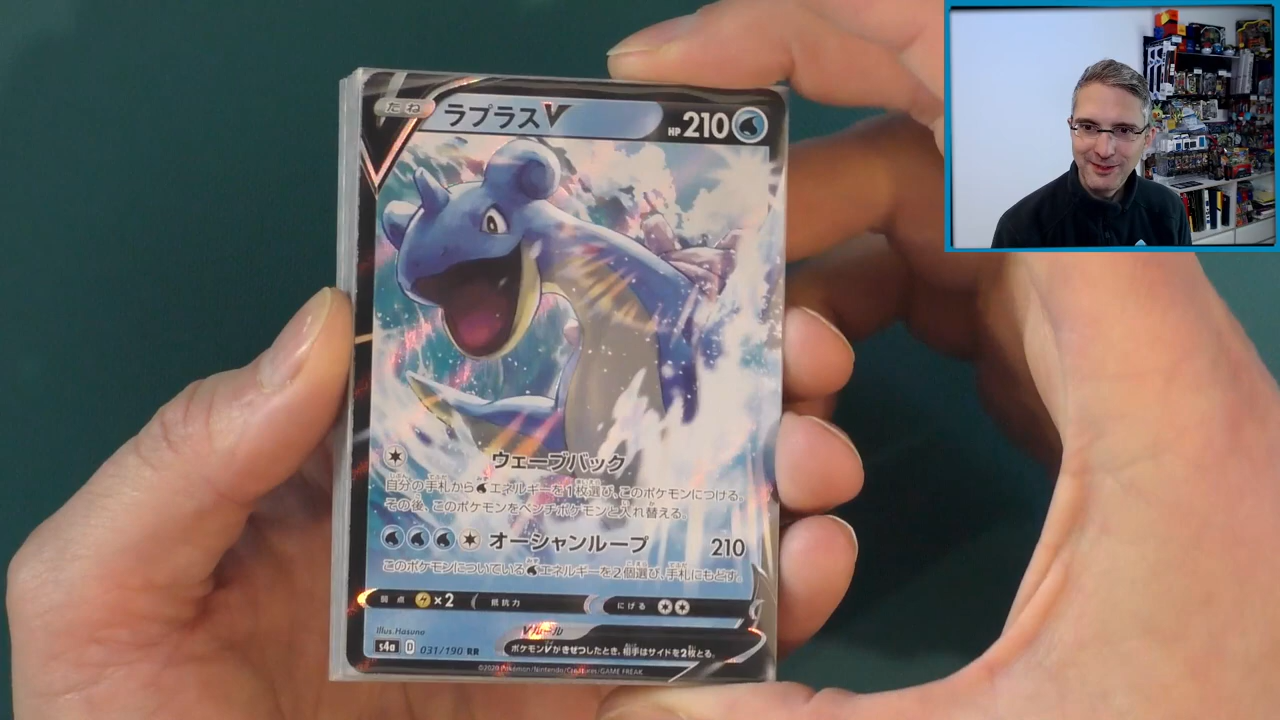 たね ラプラスV HP 210
ウェーブバック
自分の手札から エネルギーを1枚選び、このポケモンにつける。
その後、このポケモンをベンチポケモンと入れ替える。
オーシャンループ 210
このポケモンについている エネルギーを2個選び、手札にもどす。
弱点 ×2 抵抗力 にげる
Illus. Hasuno
Vルール
s4a D 031/190 RR
ポケモンVがきぜつしたとき、相手はサイドを2枚とる。
©2020 Pokémon/Nintendo/Creatures/GAME FREAK